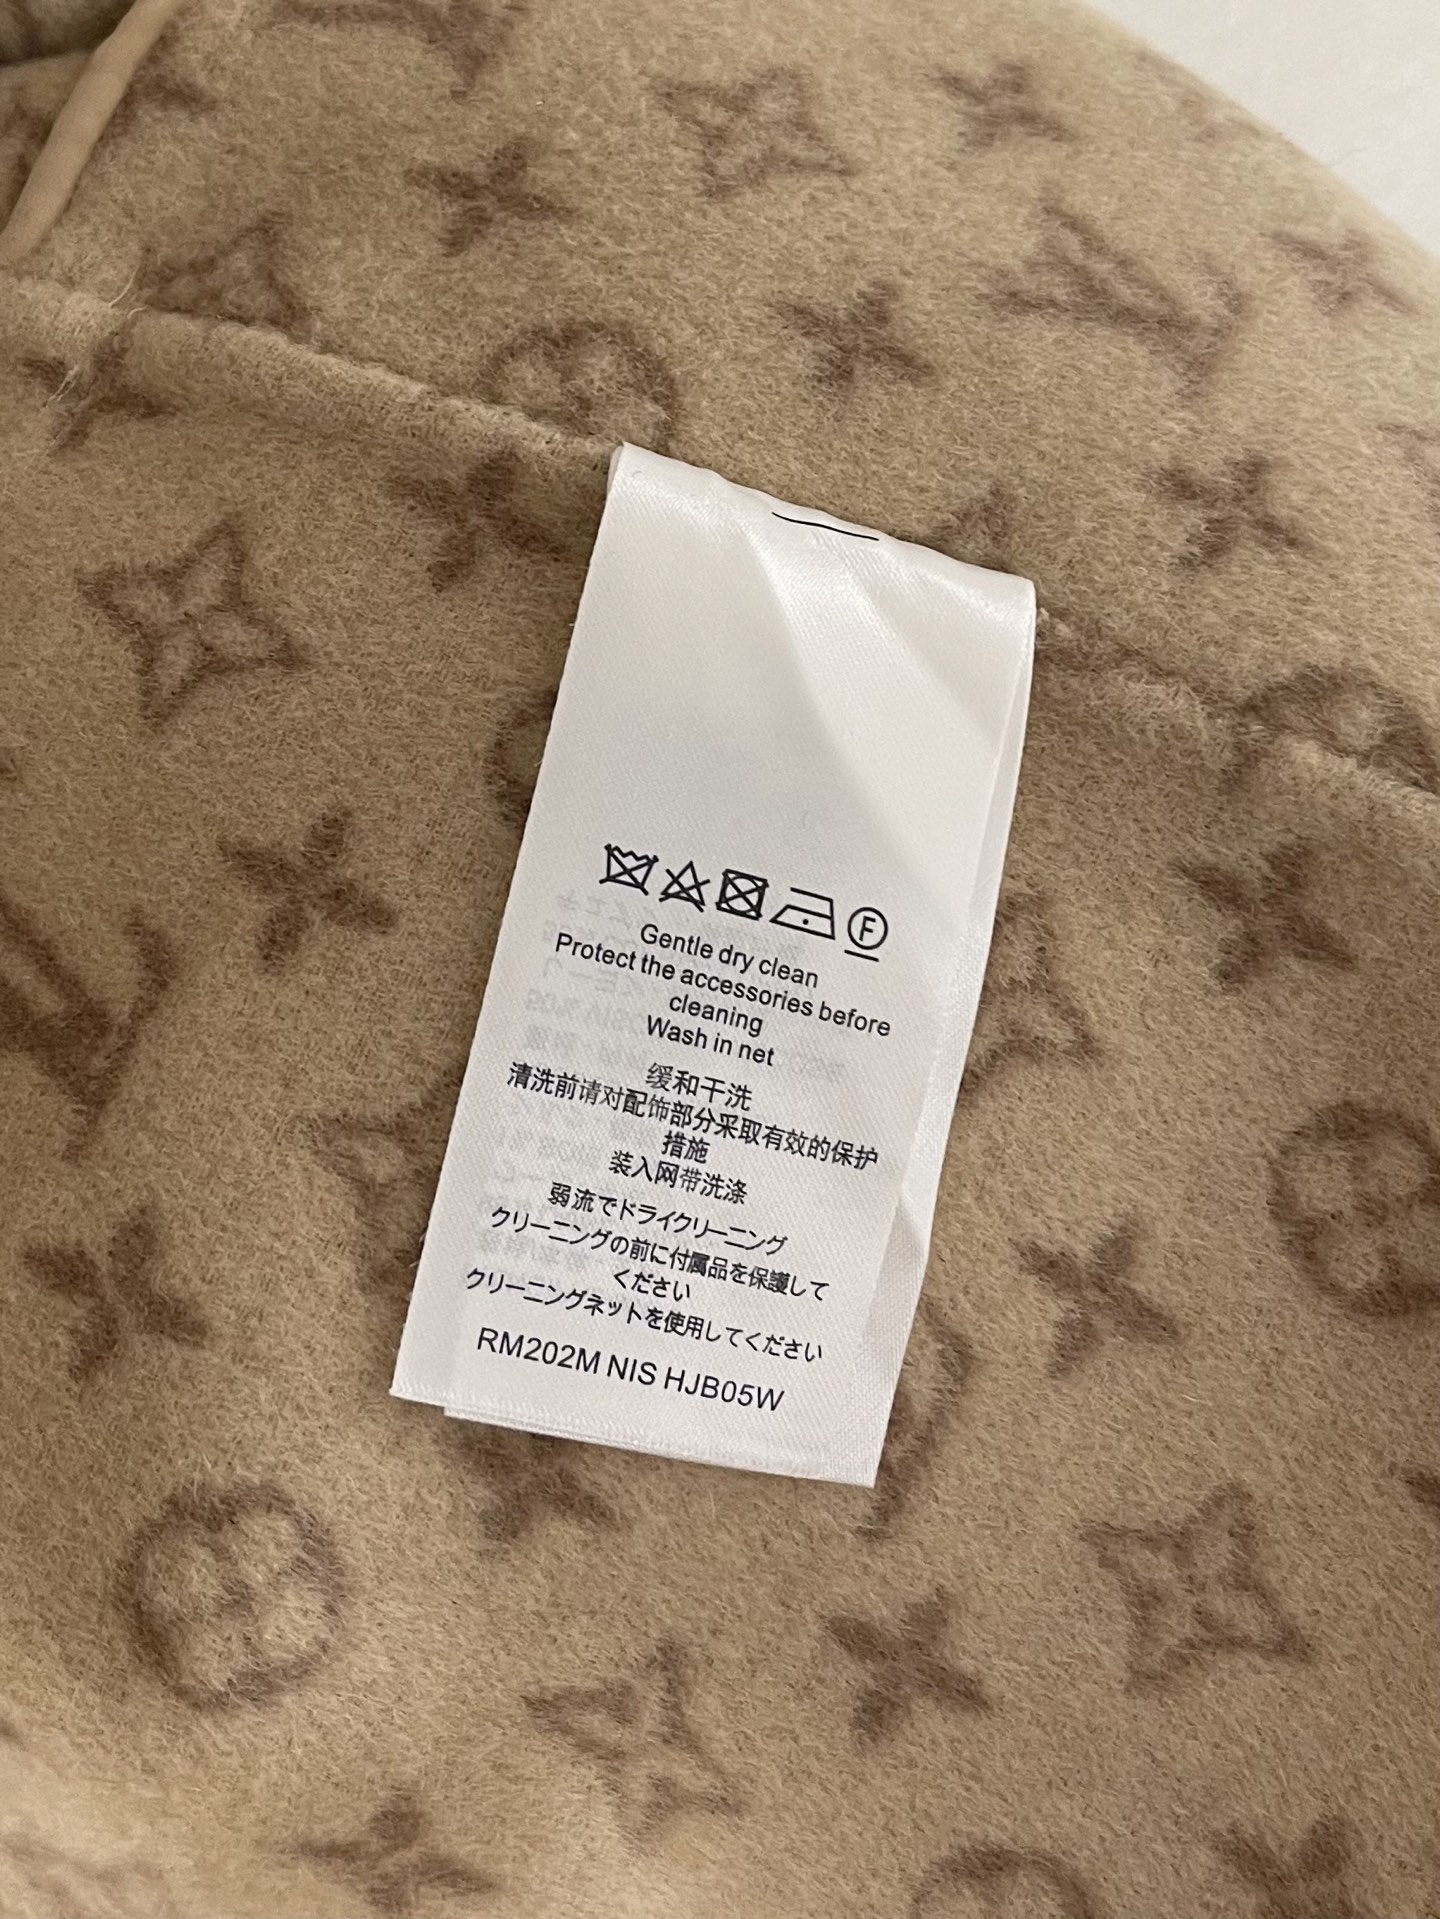 F
Gentle dry clean
Protect the accessories before
cleaning
Wash in net
缓和干洗
清洗前请对配饰部分采取有效的保护
措施
装入网带洗涤
弱流でドライクリーニング
クリーニングの前に付属品を保護して
ください
クリーニングネットを使用してください
RM202M NIS HJB05W